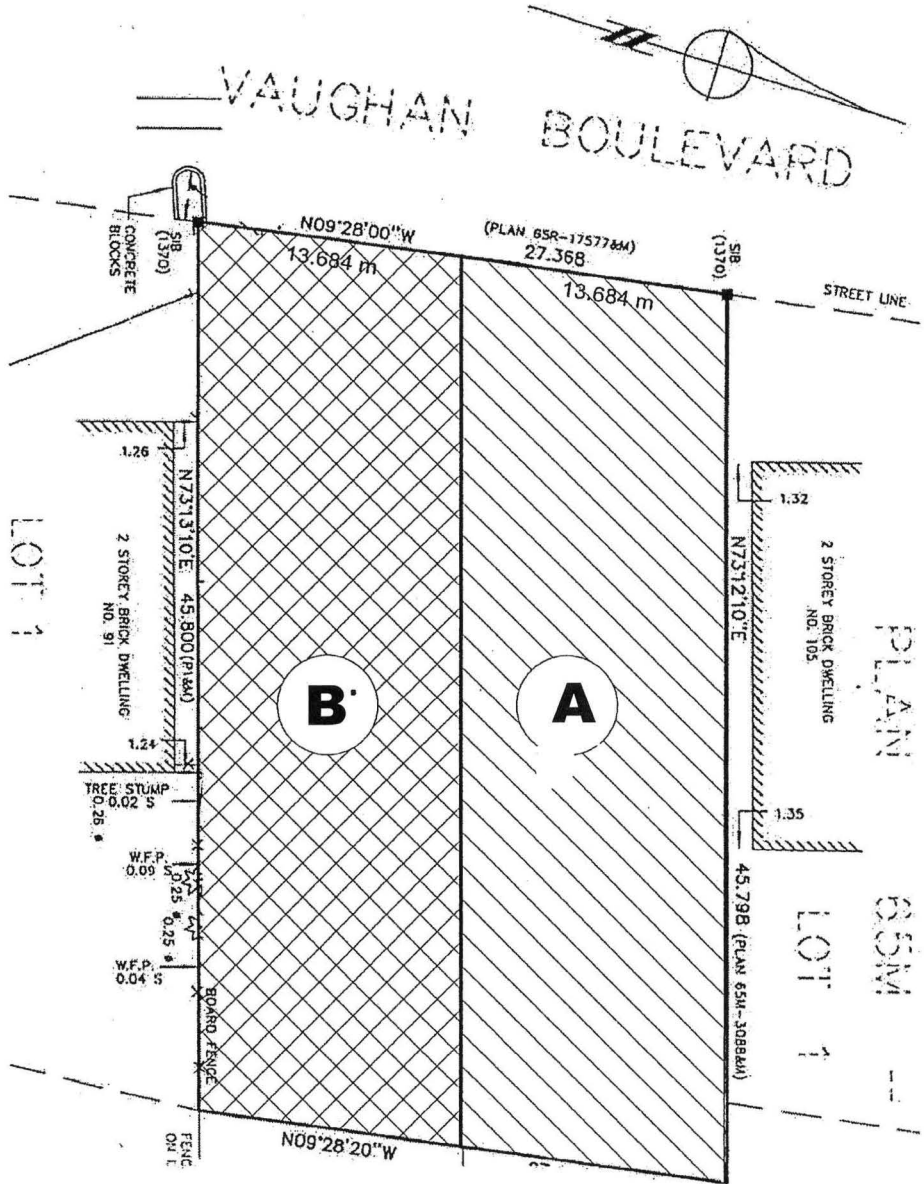 VAUGHAN BOULEVARD
CONCRETE
BLOCKS
SIB
(1370)
N09°28'00"W
13.684 m
(PLAN 65R-17577&M)
27.368
13.684 m
SIB
(1370)
STREET LINE
1.26
N73°13'10"E 45.800 (P1&M)
2 STOREY BRICK DWELLING
NO. 91
LOT 1
1.24
TREE STUMP
0.02 S
0.26 ø
W.F.P.
0.09 S
0.25 ø
0.25 ø
W.F.P.
0.04 S
BOARD FENCE
B
A
1.32
N73°12'10"E
2 STOREY BRICK DWELLING
NO. 105
1.35
45.798 (PLAN 65M-3088&M)
PLAN 65M -
LOT 1
N09°28'20"W